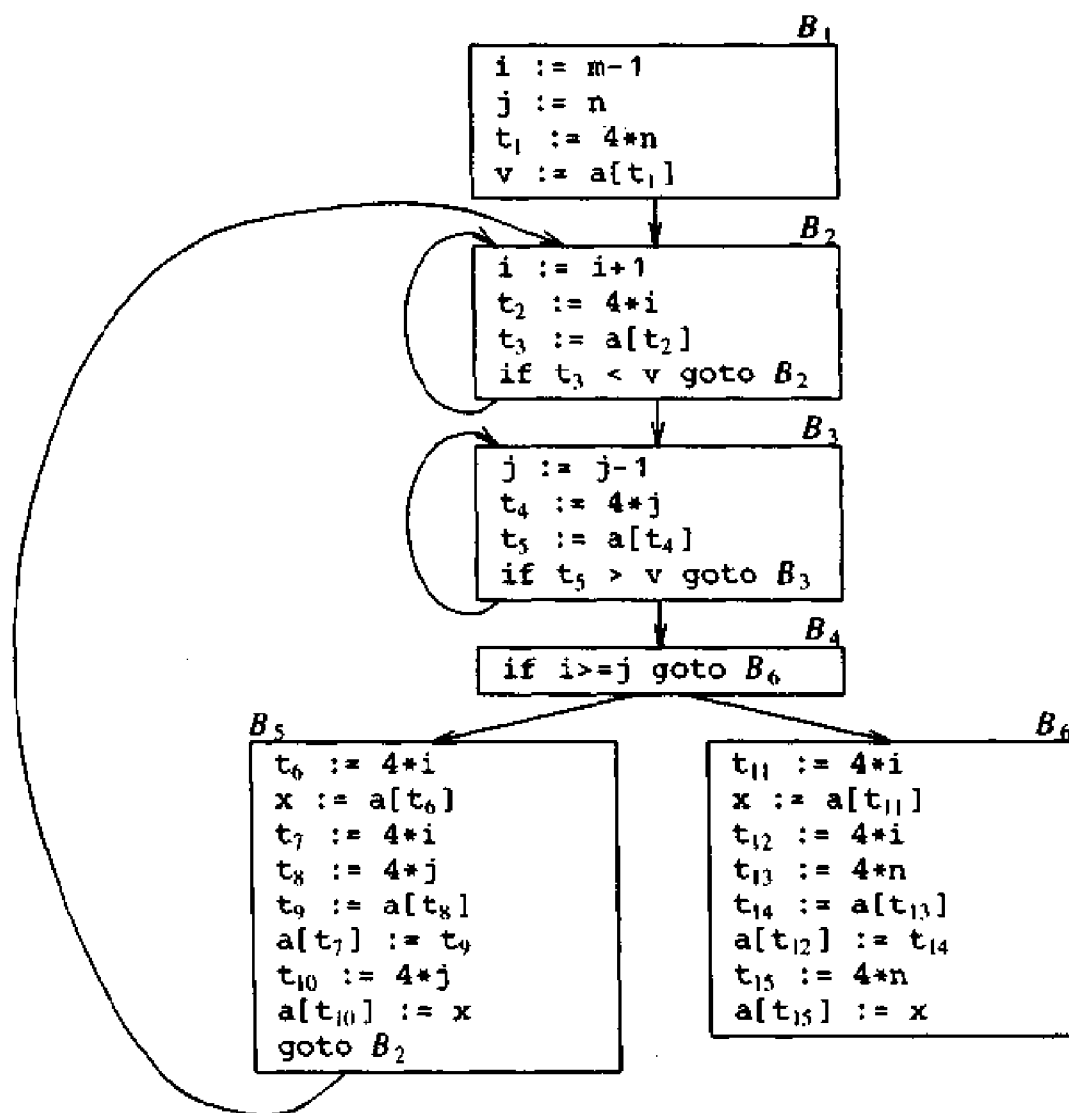 B₁
i := m-1
j := n
t₁ := 4*n
v := a[t₁]
B₂
i := i+1
t₂ := 4*i
t₃ := a[t₂]
if t₃ < v goto B₂
B₃
j := j-1
t₄ := 4*j
t₅ := a[t₄]
if t₅ > v goto B₃
B₄
if i>=j goto B₆
B₅
t₆ := 4*i
x := a[t₆]
t₇ := 4*i
t₈ := 4*j
t₉ := a[t₈]
a[t₇] := t₉
t₁₀ := 4*j
a[t₁₀] := x
goto B₂
B₆
t₁₁ := 4*i
x := a[t₁₁]
t₁₂ := 4*i
t₁₃ := 4*n
t₁₄ := a[t₁₃]
a[t₁₂] := t₁₄
t₁₅ := 4*n
a[t₁₅] := x